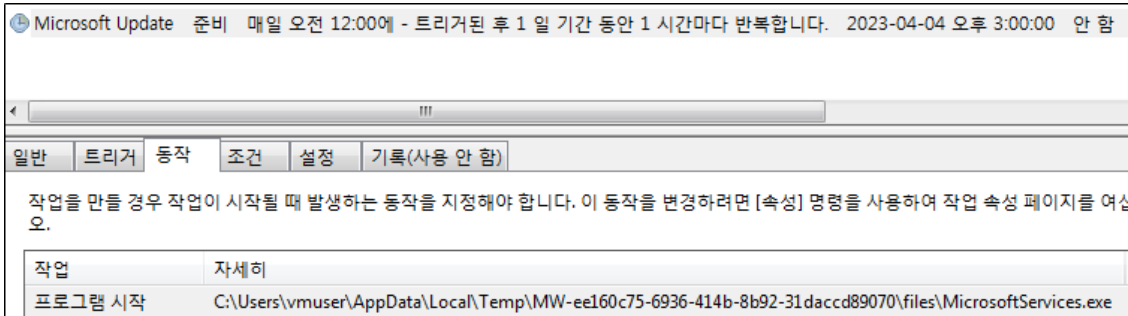 Microsoft Update 준비 매일 오전 12:00에 - 트리거된 후 1 일 기간 동안 1 시간마다 반복합니다. 2023-04-04 오후 3:00:00 안 함
일반 트리거 동작 조건 설정 기록(사용 안 함)
작업을 만들 경우 작업이 시작될 때 발생하는 동작을 지정해야 합니다. 이 동작을 변경하려면 [속성] 명령을 사용하여 작업 속성 페이지를 여십
오.
작업 자세히
프로그램 시작 C:\Users\vmuser\AppData\Local\Temp\MW-ee160c75-6936-414b-8b92-31daccd89070\files\MicrosoftServices.exe